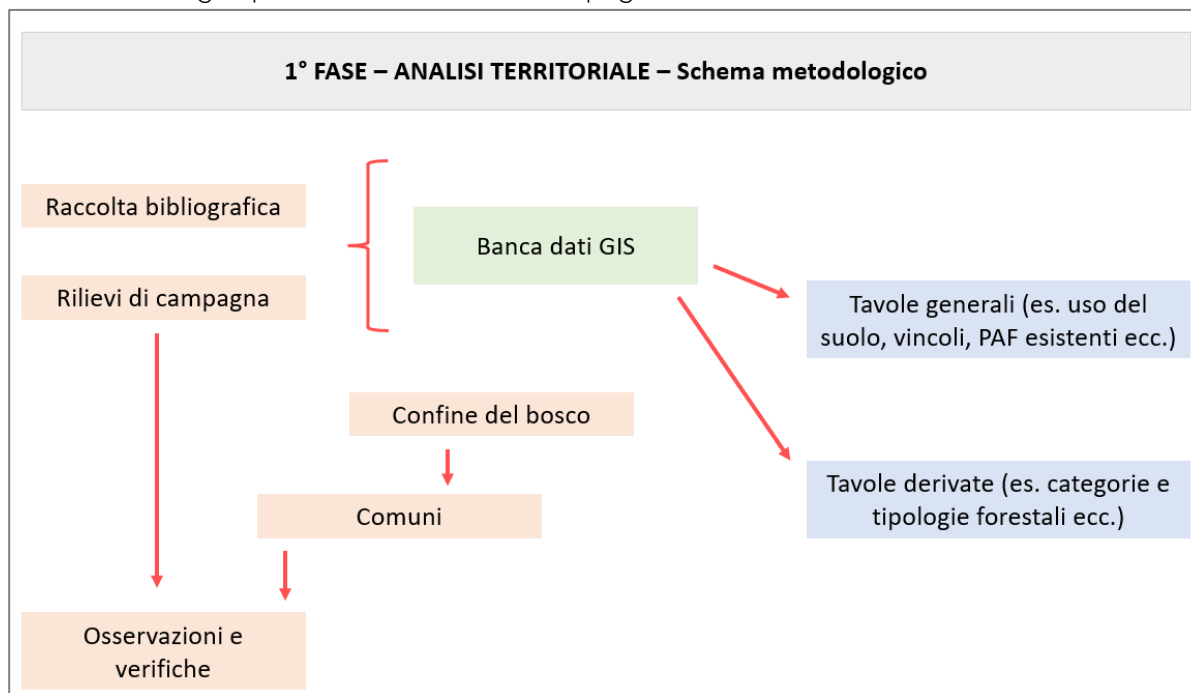 1° FASE – ANALISI TERRITORIALE – Schema metodologico
Raccolta bibliografica
Banca dati GIS
Rilievi di campagna
Tavole generali (es. uso del
suolo, vincoli, PAF esistenti ecc.)
Confine del bosco
Tavole derivate (es. categorie e
tipologie forestali ecc.)
Comuni
Osservazioni e
verifiche